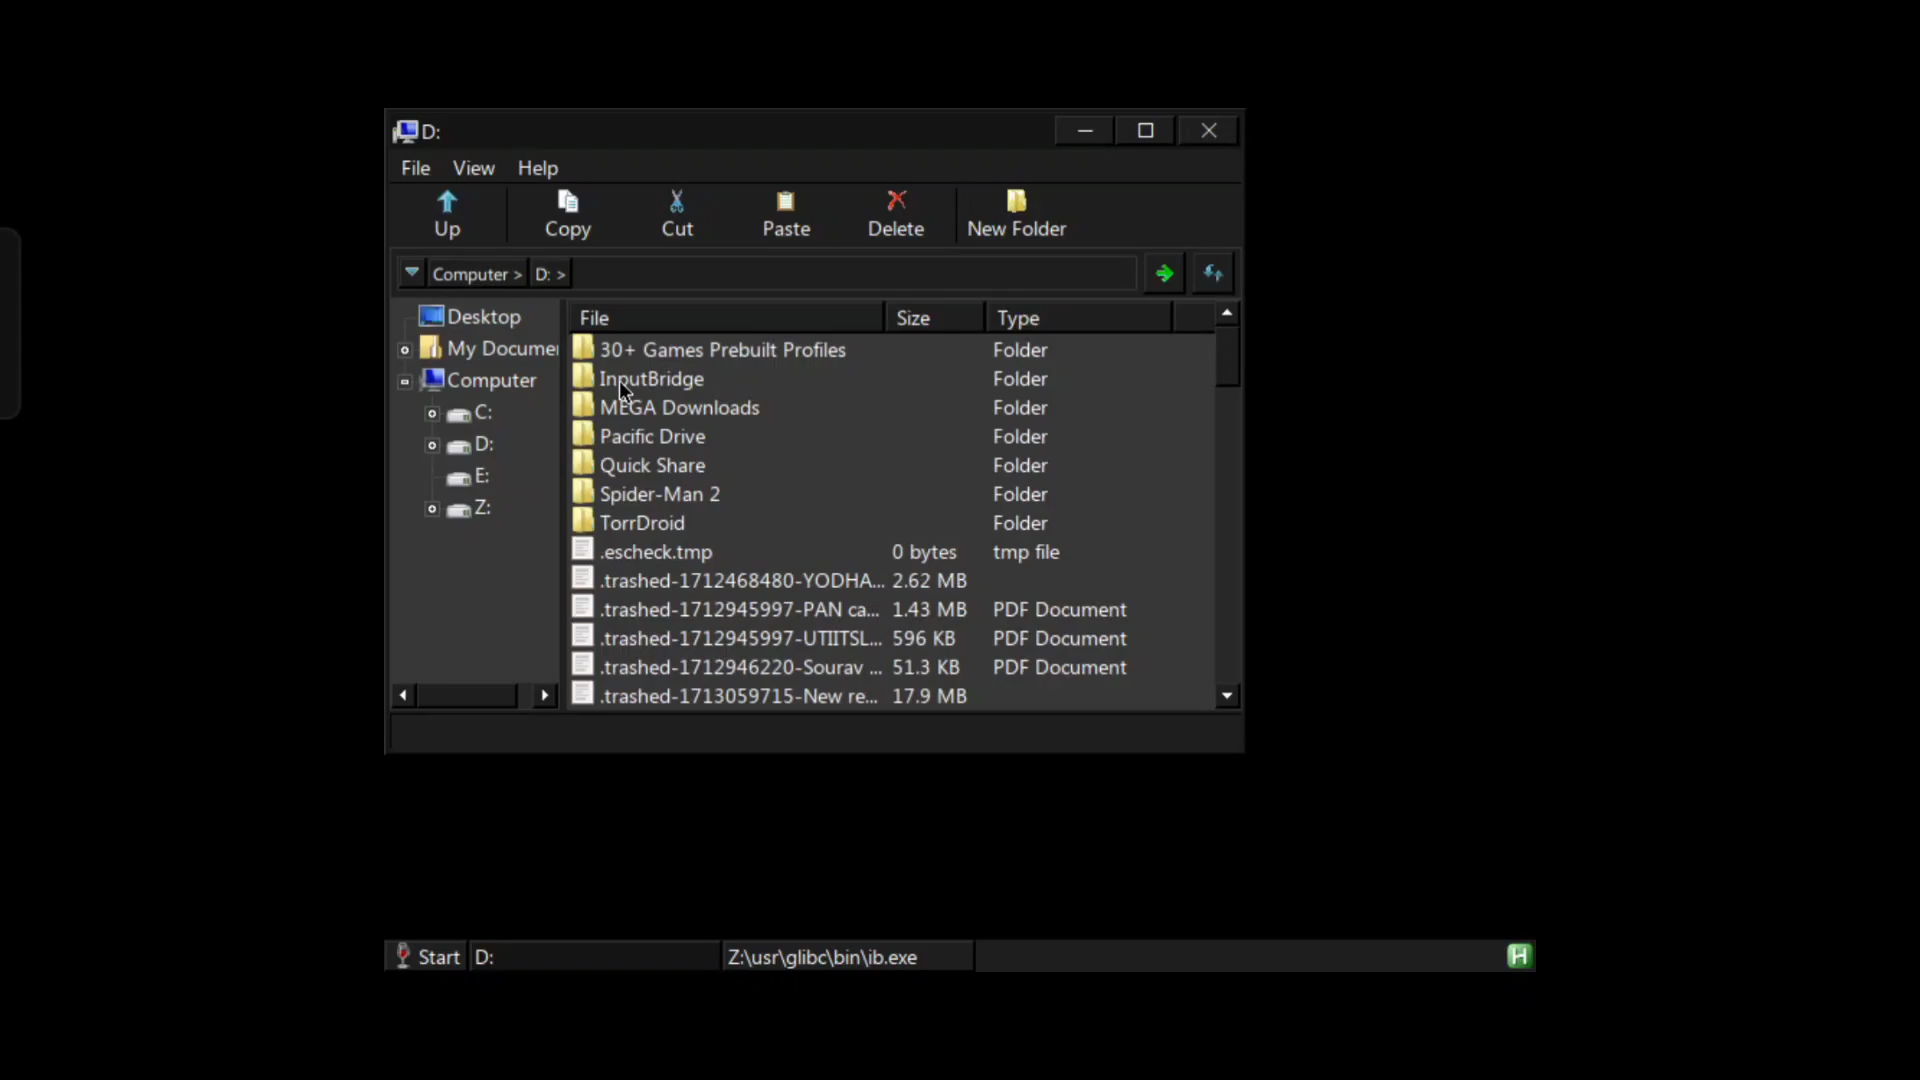 D:
File View Help
Up Copy Cut Paste Delete New Folder
Computer > D: >
Desktop
My Documer
Computer
C:
D:
E:
Z:
File Size Type
30+ Games Prebuilt Profiles Folder
InputBridge Folder
MEGA Downloads Folder
Pacific Drive Folder
Quick Share Folder
Spider-Man 2 Folder
TorrDroid Folder
.escheck.tmp 0 bytes tmp file
.trashed-1712468480-YODHA... 2.62 MB
.trashed-1712945997-PAN ca... 1.43 MB PDF Document
.trashed-1712945997-UTIITSL... 596 KB PDF Document
.trashed-1712946220-Sourav ... 51.3 KB PDF Document
.trashed-1713059715-New re... 17.9 MB
Start D: Z:\usr\glibc\bin\ib.exe H